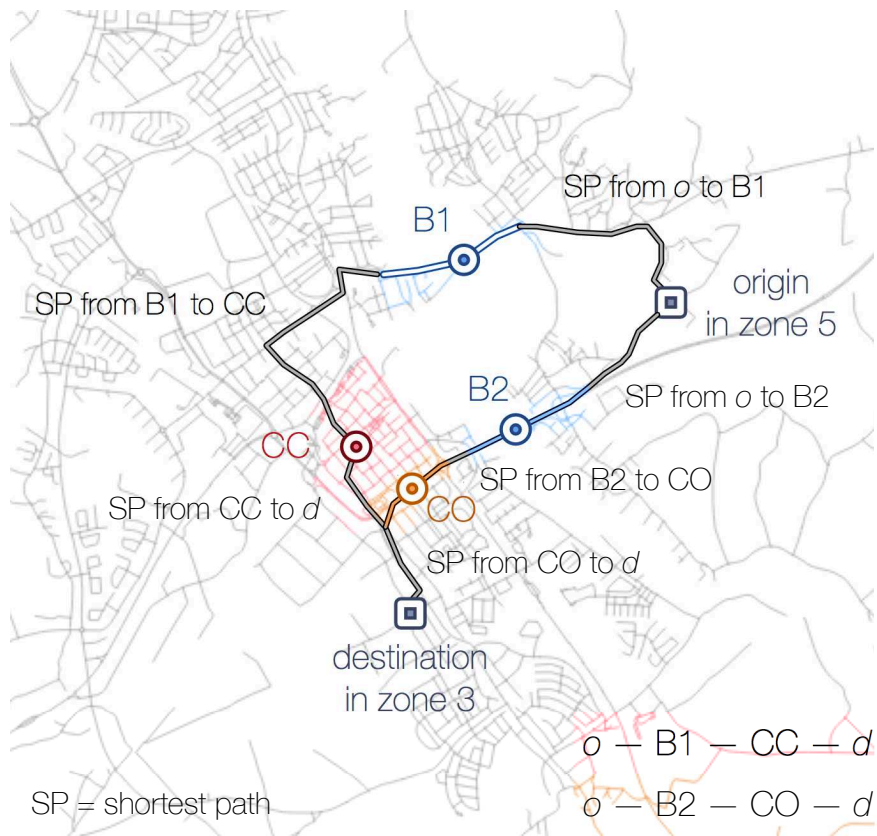 SP from o to B1
B1
origin
in zone 5
SP from B1 to CC
B2
SP from o to B2
CC
SP from B2 to CO
SP from CC to d
CO
SP from CO to d
destination
in zone 3
o — B1 — CC — d
SP = shortest path
o — B2 — CO — d